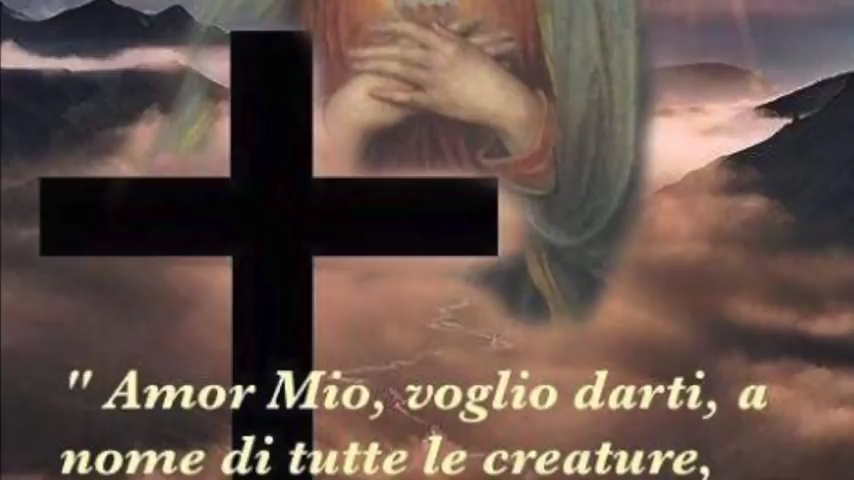 " Amor Mio, voglio darti, a
nome di tutte le creature,